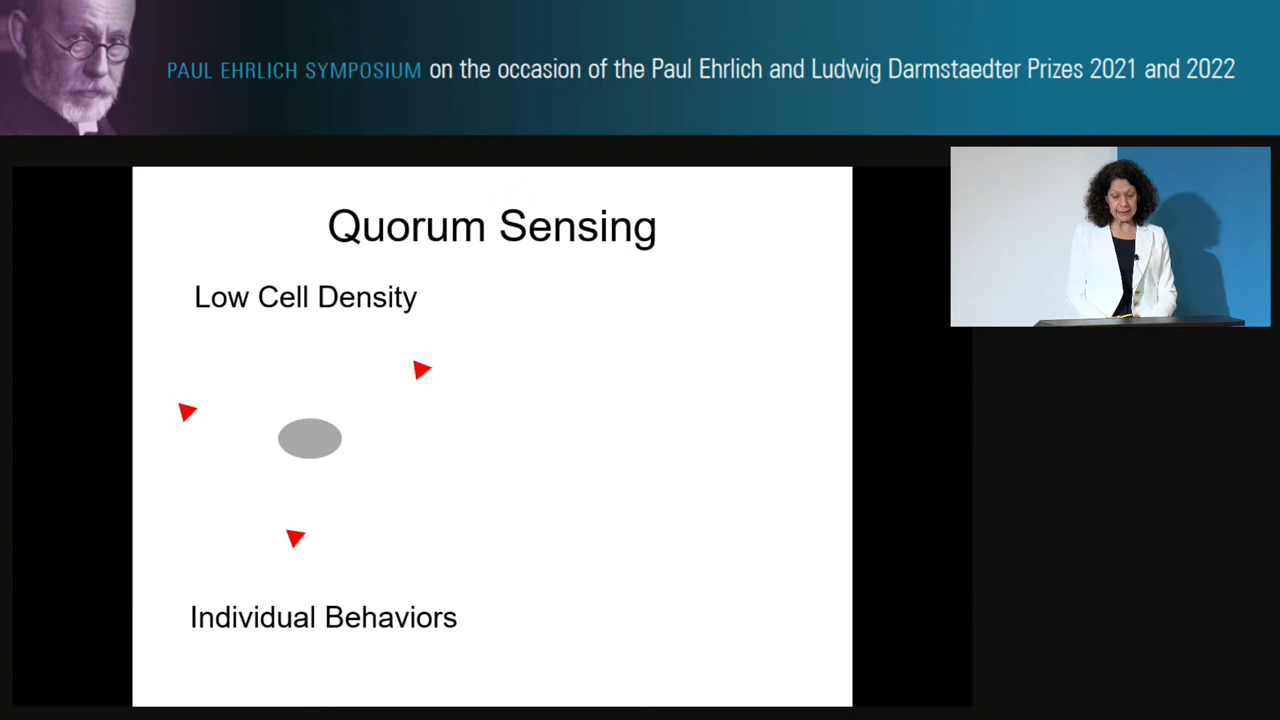 PAUL EHRLICH SYMPOSIUM on the occasion of the Paul Ehrlich and Ludwig Darmstaedter Prizes 2021 and 2022
Quorum Sensing
Low Cell Density
Individual Behaviors